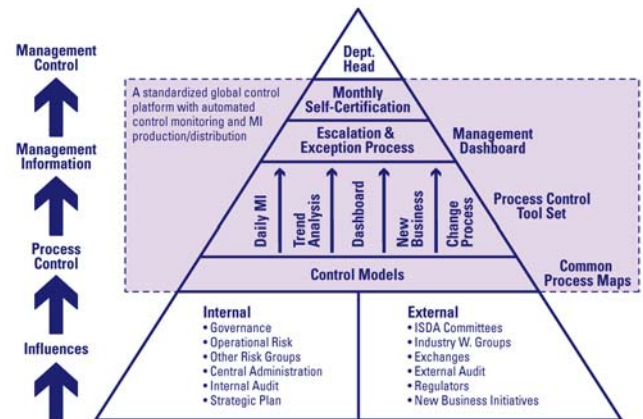 Management
Control
Management
Information
Process
Control
Influences
A standardized global control
platform with automated
control monitoring and MI
production/distribution
Dept.
Head
Monthly
Self-Certification
Escalation &
Exception Process
Daily MI
Trend
Analysis
Dashboard
New
Business
Change
Process
Control Models
Management
Dashboard
Process Control
Tool Set
Common
Process Maps
Internal
• Governance
• Operational Risk
• Other Risk Groups
• Central Administration
• Internal Audit
• Strategic Plan
External
• ISDA Committees
• Industry W. Groups
• Exchanges
• External Audit
• Regulators
• New Business Initiatives